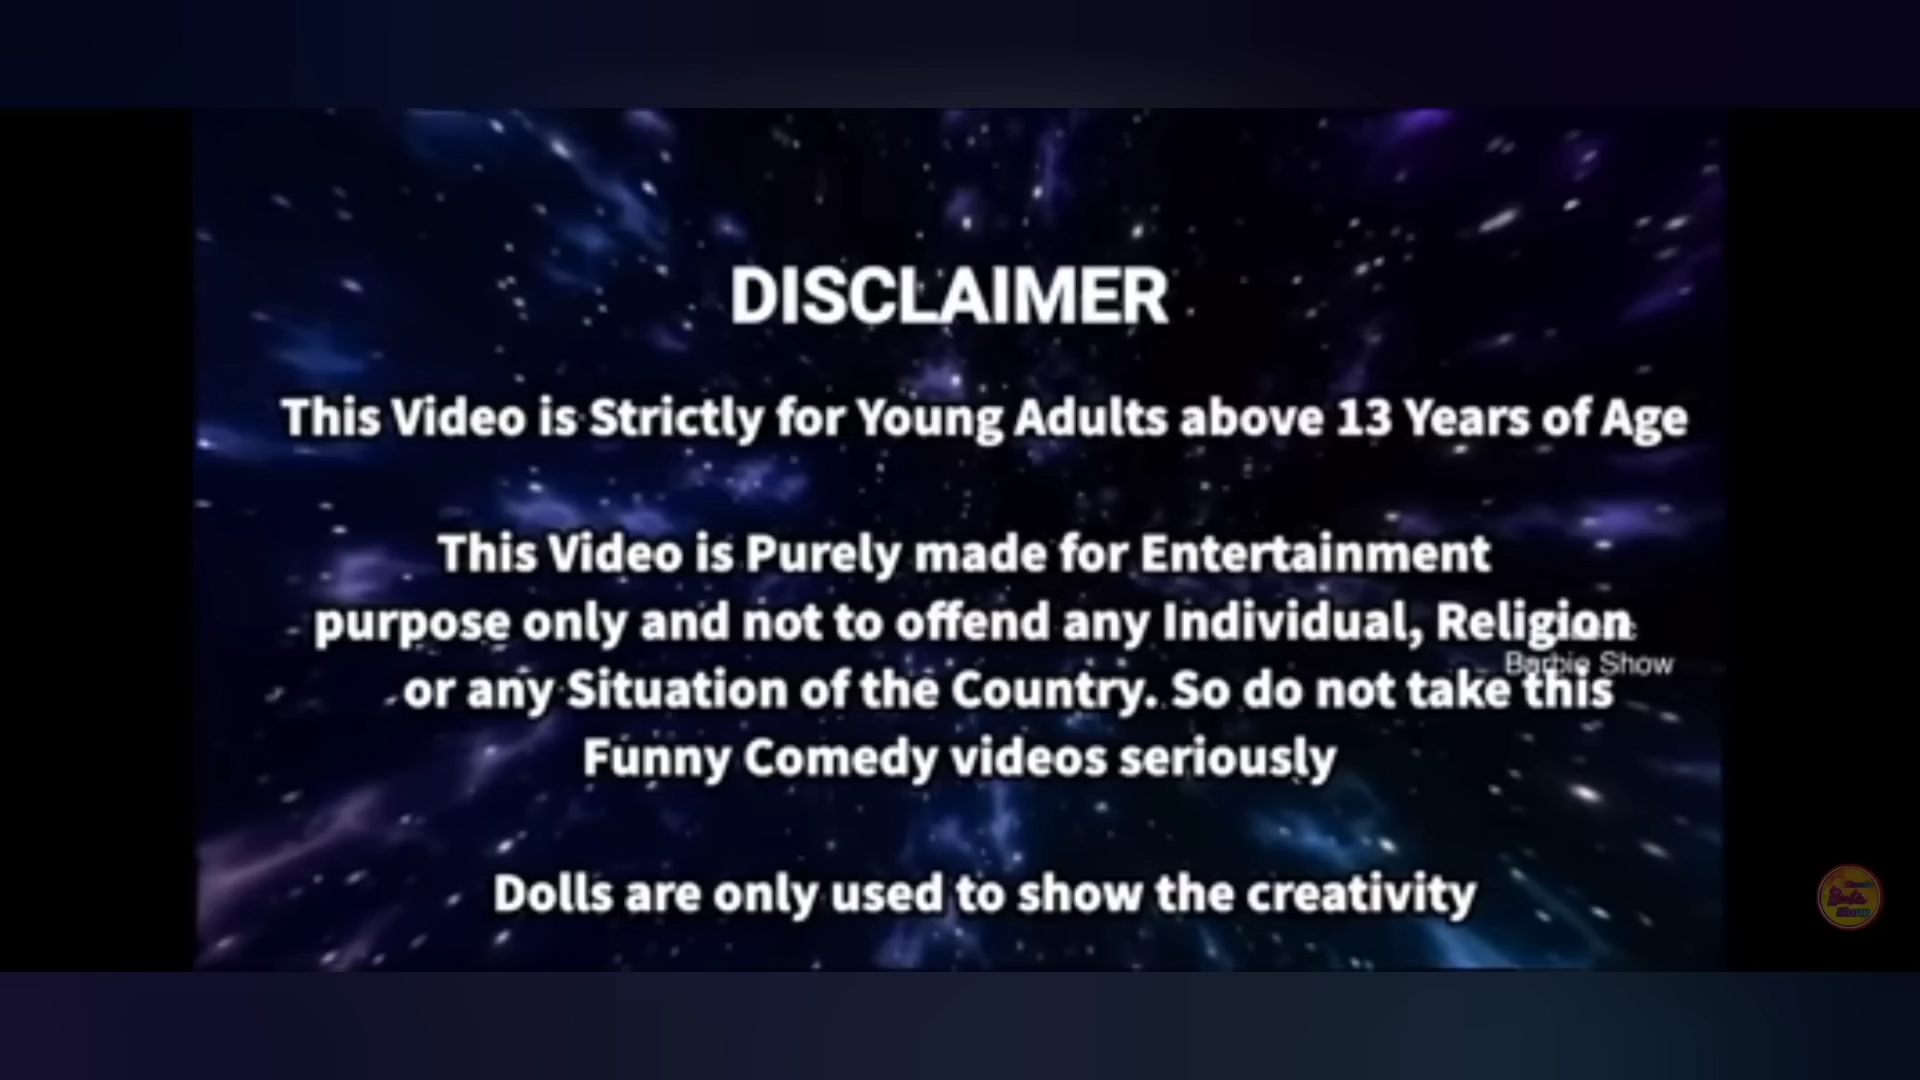 DISCLAIMER
This Video is Strictly for Young Adults above 13 Years of Age
This Video is Purely made for Entertainment
purpose only and not to offend any Individual, Religion
Barbie Show
or any Situation of the Country. So do not take this
Funny Comedy videos seriously
Dolls are only used to show the creativity
Barbie
Show